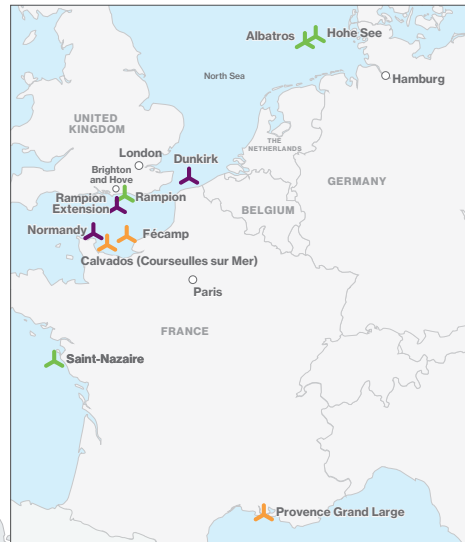 Albatros
Hohe See
North Sea
Hamburg
UNITED
KINGDOM
THE
NETHERLANDS
London
Dunkirk
Brighton
and Hove
GERMANY
Rampion
Extension
Rampion
BELGIUM
Normandy
Fécamp
Calvados (Courseulles sur Mer)
Paris
FRANCE
Saint-Nazaire
Provence Grand Large